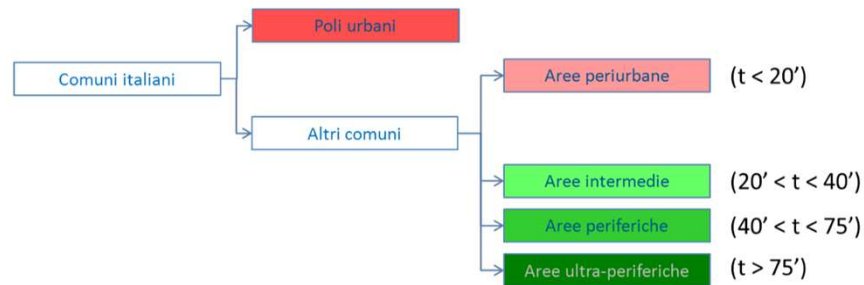 Poli urbani
Comuni italiani
Aree periurbane (t < 20')
Altri comuni
Aree intermedie (20' < t < 40')
Aree periferiche (40' < t < 75')
Aree ultra-periferiche (t > 75')